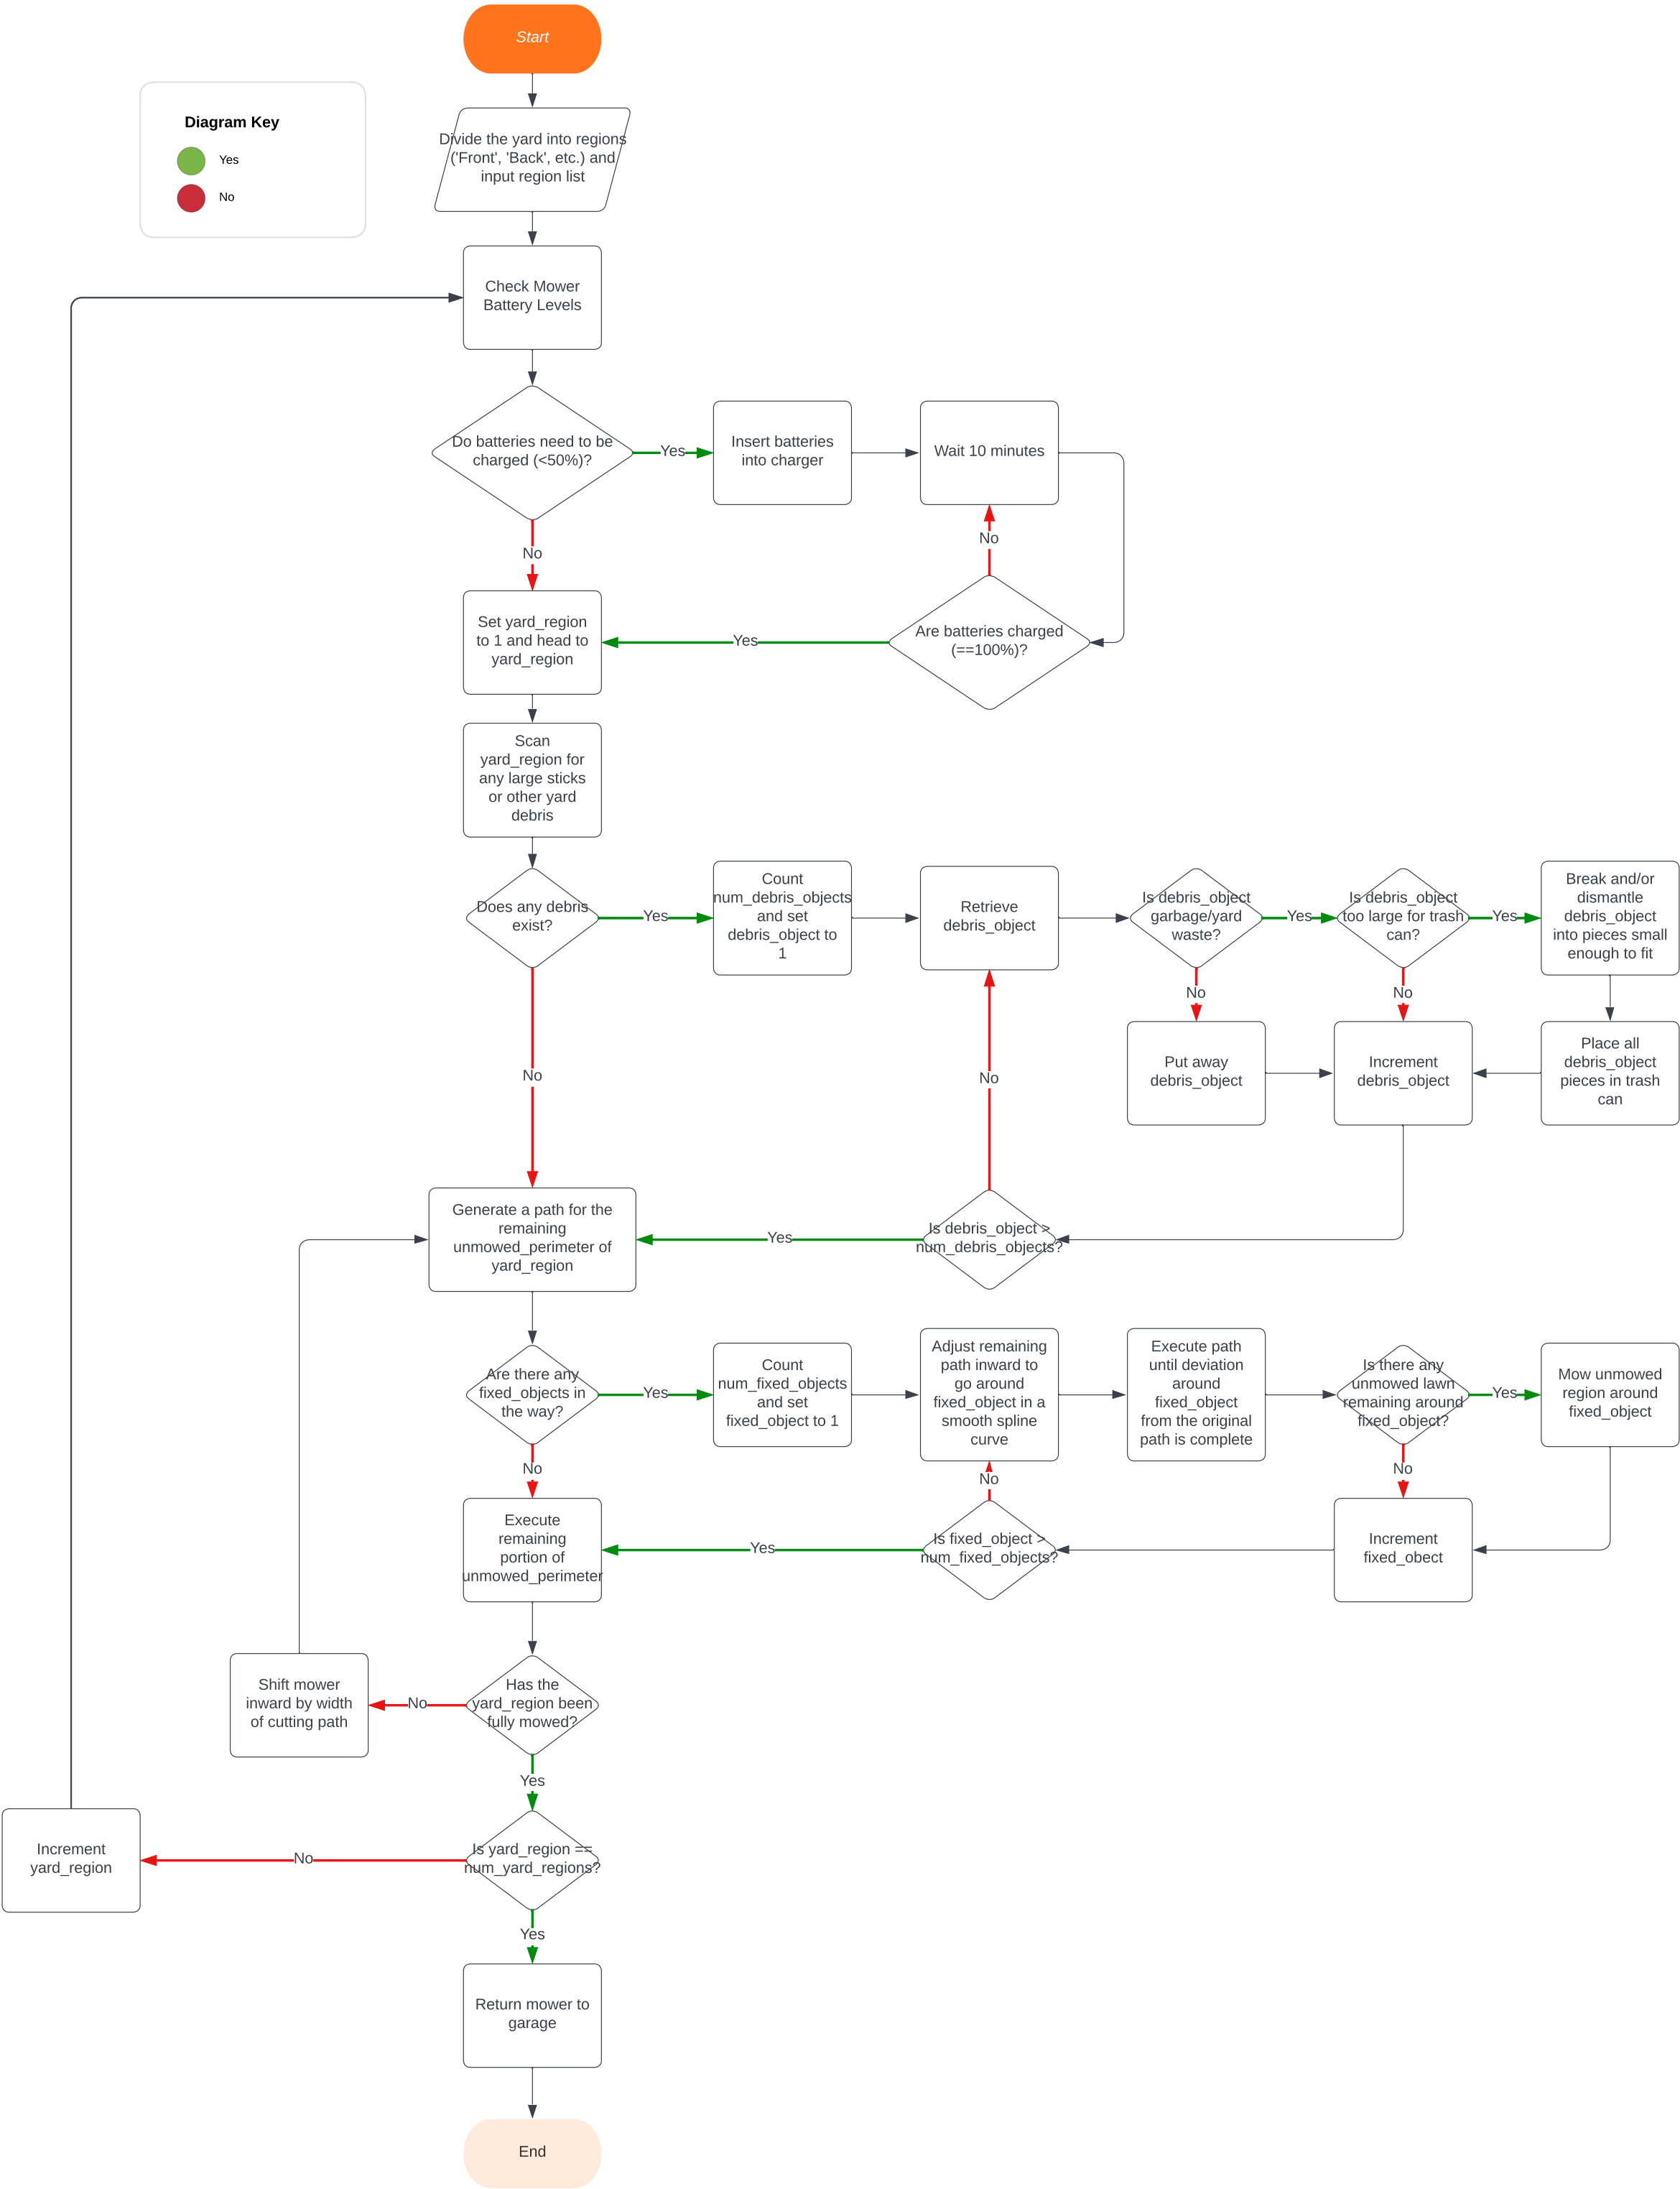 Start
Diagram Key
Yes
No
Divide the yard into regions
('Front', 'Back', etc.) and
input region list
Check Mower
Battery Levels
Do batteries need to be
charged (<50%)?
Yes
Insert batteries
into charger
Wait 10 minutes
No
No
Set yard_region
to 1 and head to
yard_region
Yes
Are batteries charged
(==100%)?
Scan
yard_region for
any large sticks
or other yard
debris
Does any debris
exist?
Yes
Count
num_debris_objects
and set
debris_object to
1
Retrieve
debris_object
Is debris_object
garbage/yard
waste?
Yes
Is debris_object
too large for trash
can?
Yes
Break and/or
dismantle
debris_object
into pieces small
enough to fit
No
No
No
No
Put away
debris_object
Increment
debris_object
Place all
debris_object
pieces in trash
can
Generate a path for the
remaining
unmowed_perimeter of
yard_region
Yes
Is debris_object >
num_debris_objects?
Are there any
fixed_objects in
the way?
Yes
Count
num_fixed_objects
and set
fixed_object to 1
Adjust remaining
path inward to
go around
fixed_object in a
smooth spline
curve
Execute path
until deviation
around
fixed_object
from the original
path is complete
Is there any
unmowed lawn
remaining around
fixed_object?
Yes
Mow unmowed
region around
fixed_object
No
No
No
Execute
remaining
portion of
unmowed_perimeter
Yes
Is fixed_object >
num_fixed_objects?
Increment
fixed_obect
Shift mower
inward by width
of cutting path
No
Has the
yard_region been
fully mowed?
Yes
Increment
yard_region
No
Is yard_region ==
num_yard_regions?
Yes
Return mower to
garage
End